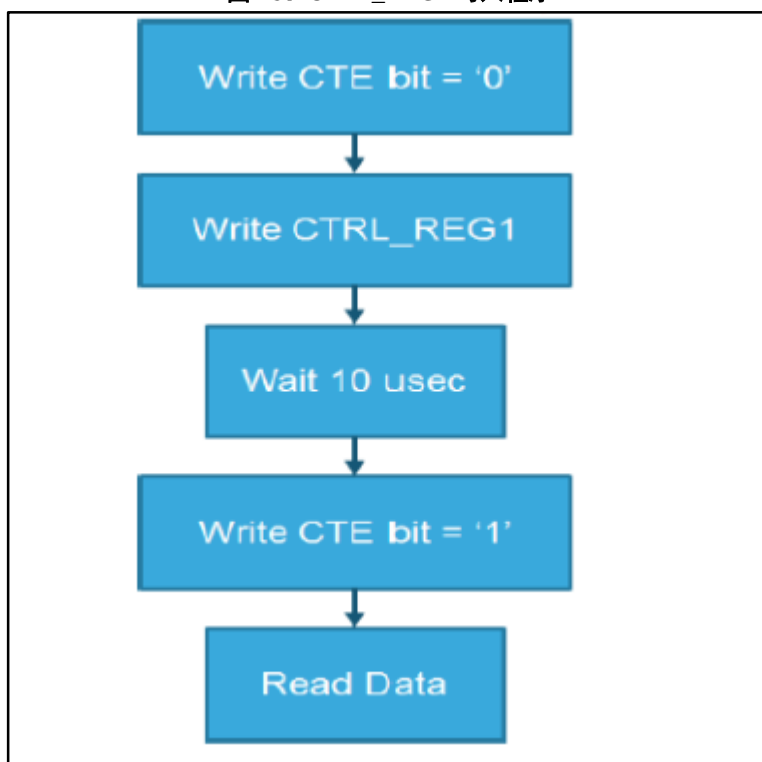 Write CTE bit = ‘0’
Write CTRL_REG1
Wait 10 usec
Write CTE bit = ‘1’
Read Data